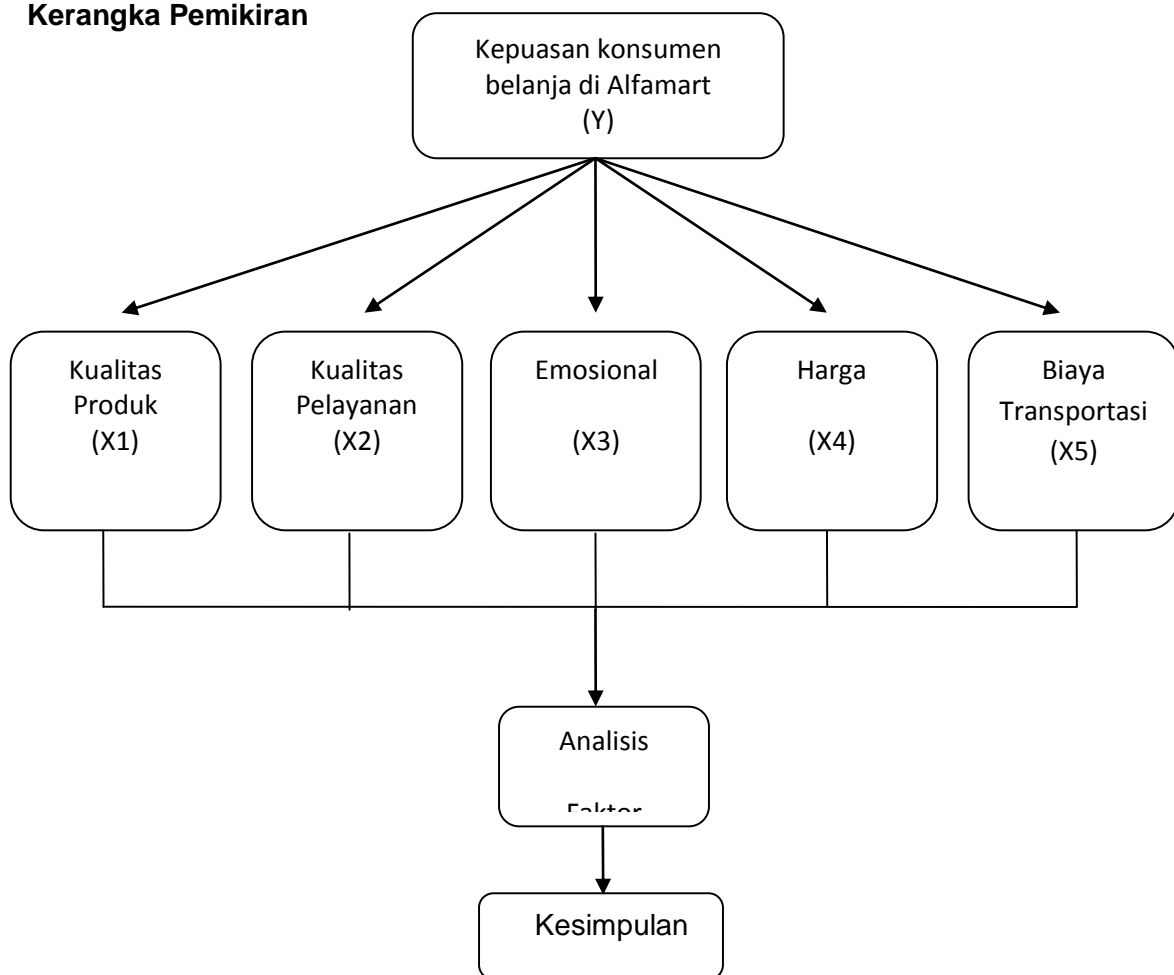 Kerangka Pemikiran
Kepuasan konsumen
belanja di Alfamart
(Y)
Kualitas
Produk
(X1)
Kualitas
Pelayanan
(X2)
Emosional
(X3)
Harga
(X4)
Biaya
Transportasi
(X5)
Analisis
Faktor
Kesimpulan